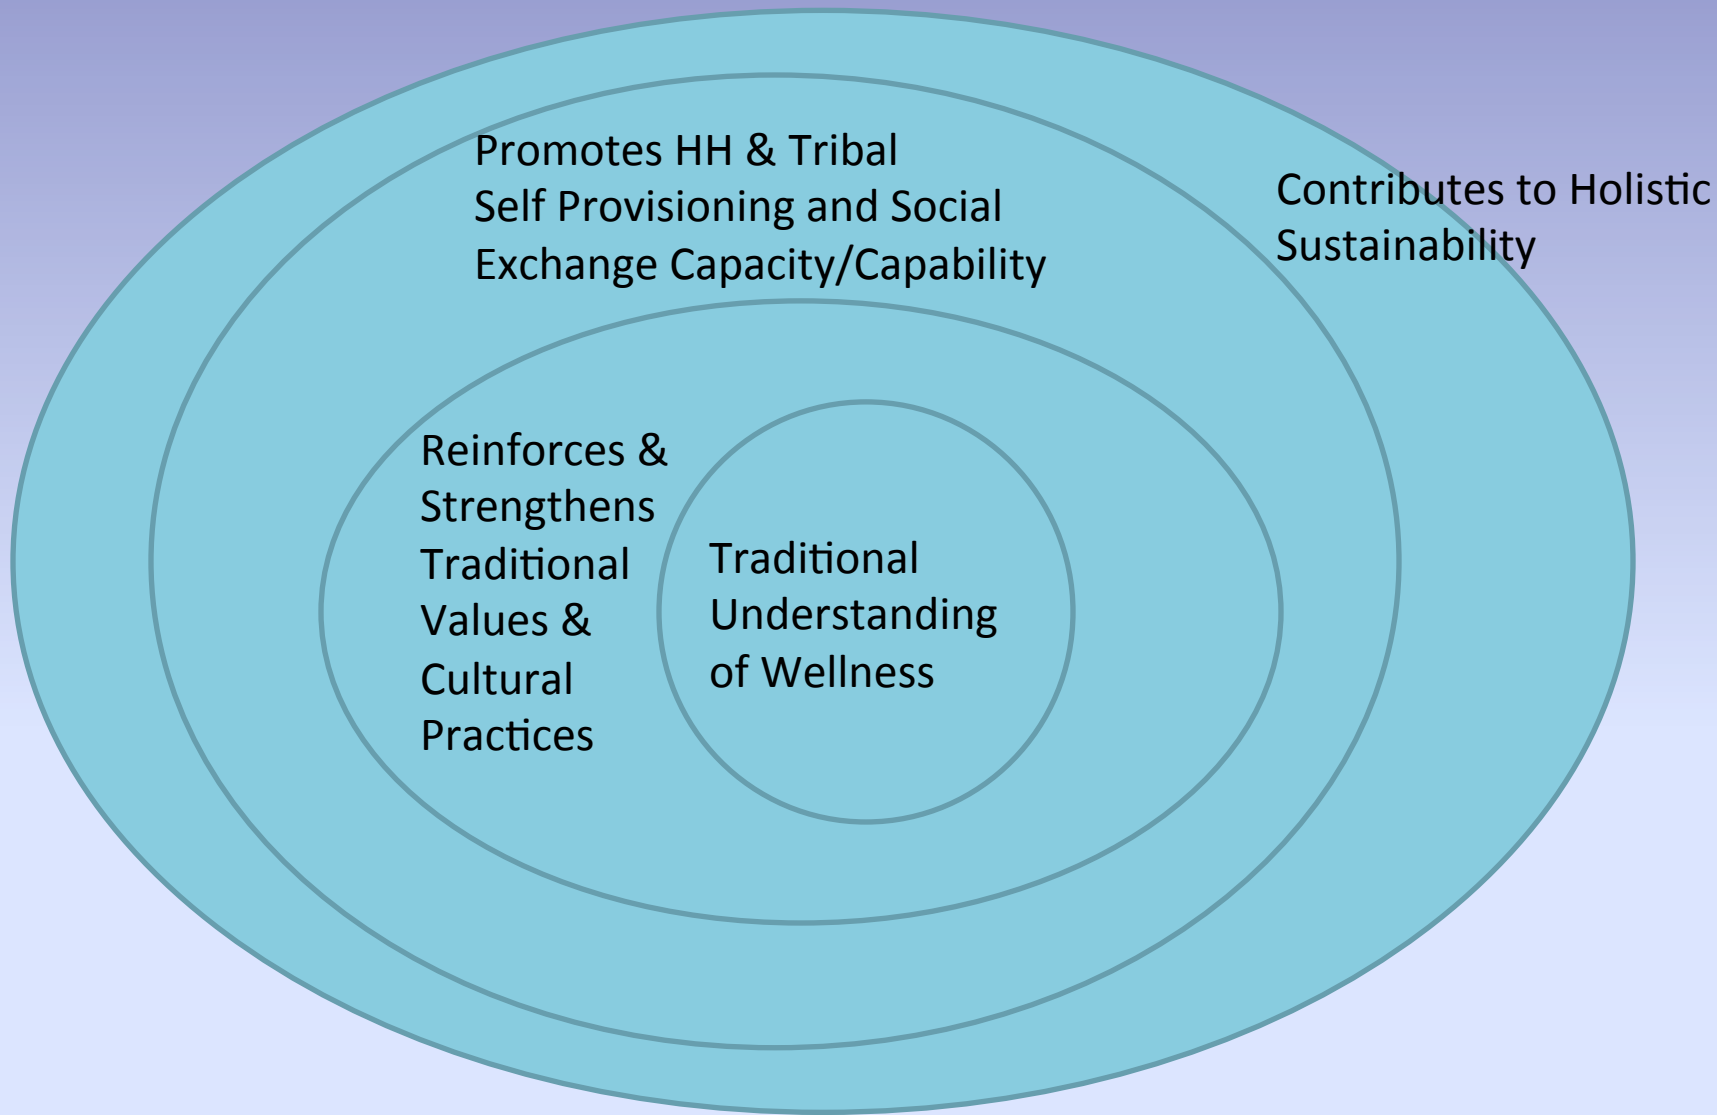 Promotes HH & Tribal
Self Provisioning and Social
Exchange Capacity/Capability
Contributes to Holistic
Sustainability
Reinforces &
Strengthens
Traditional
Values &
Cultural
Practices
Traditional
Understanding
of Wellness